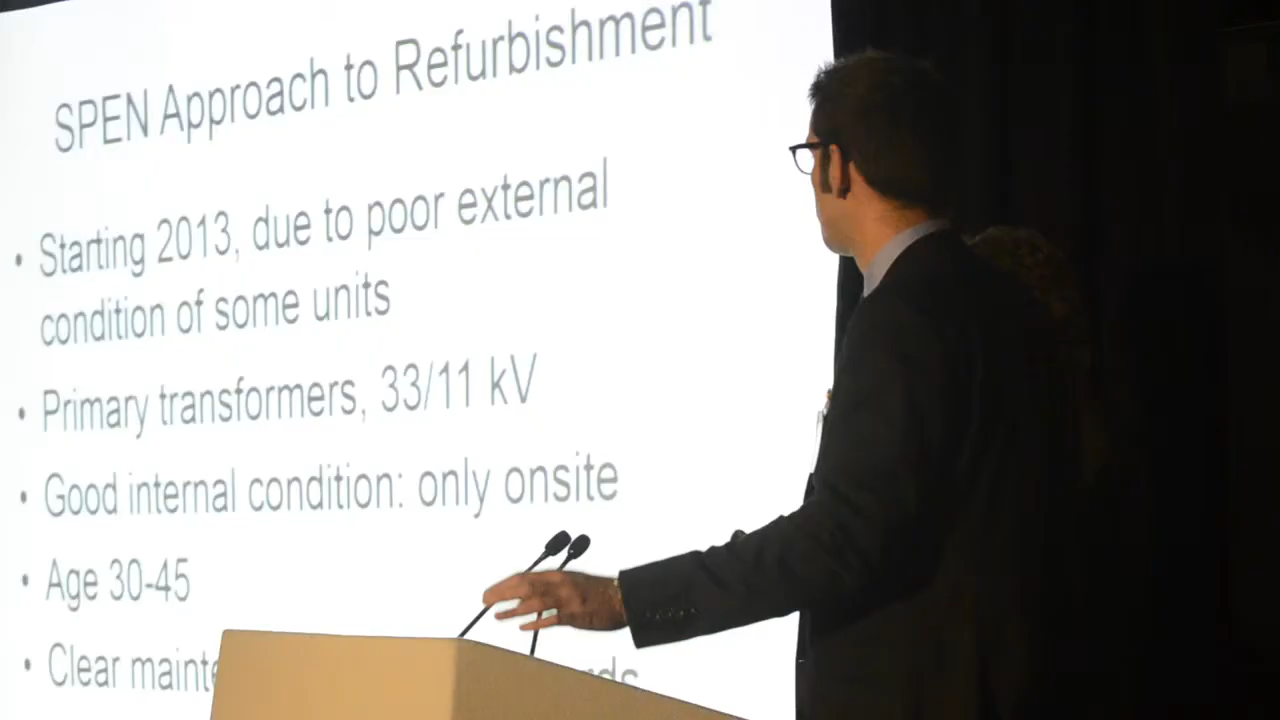 SPEN Approach to Refurbishment
• Starting 2013, due to poor external
condition of some units
• Primary transformers, 33/11 kV
• Good internal condition: only onsite
• Age 30-45
• Clear